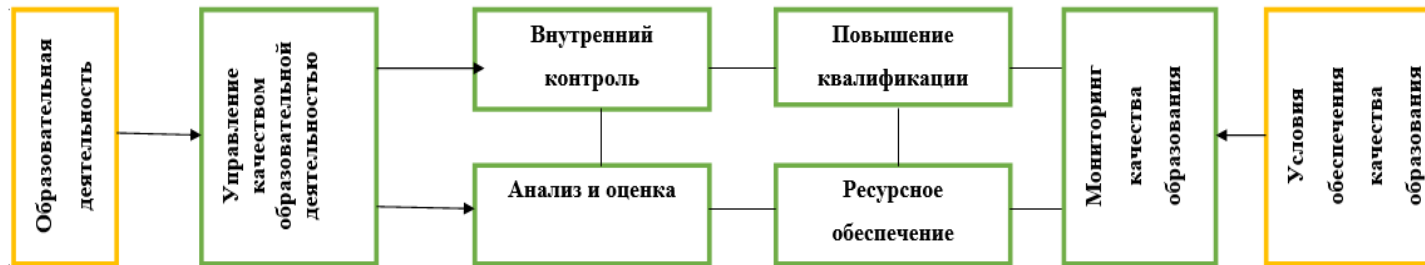 Образовательная
деятельность
Управление
качеством
образовательной
деятельностью
Внутренний
контроль
Повышение
квалификации
Анализ и оценка
Ресурсное
обеспечение
Мониторинг
качества
образования
Условия
обеспечения
качества
образования